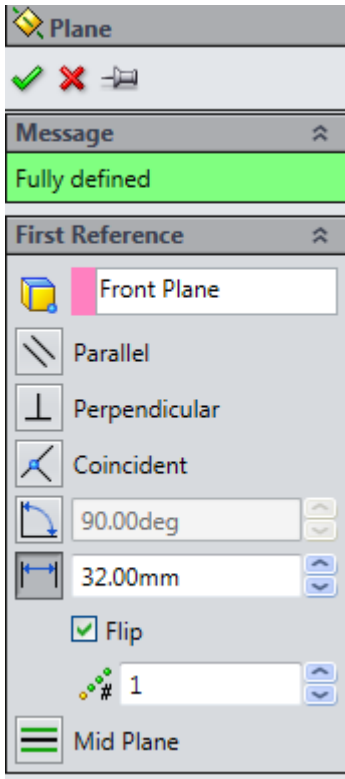 Plane
Message
Fully defined
First Reference
Front Plane
Parallel
Perpendicular
Coincident
90.00deg
32.00mm
Flip
# 1
Mid Plane